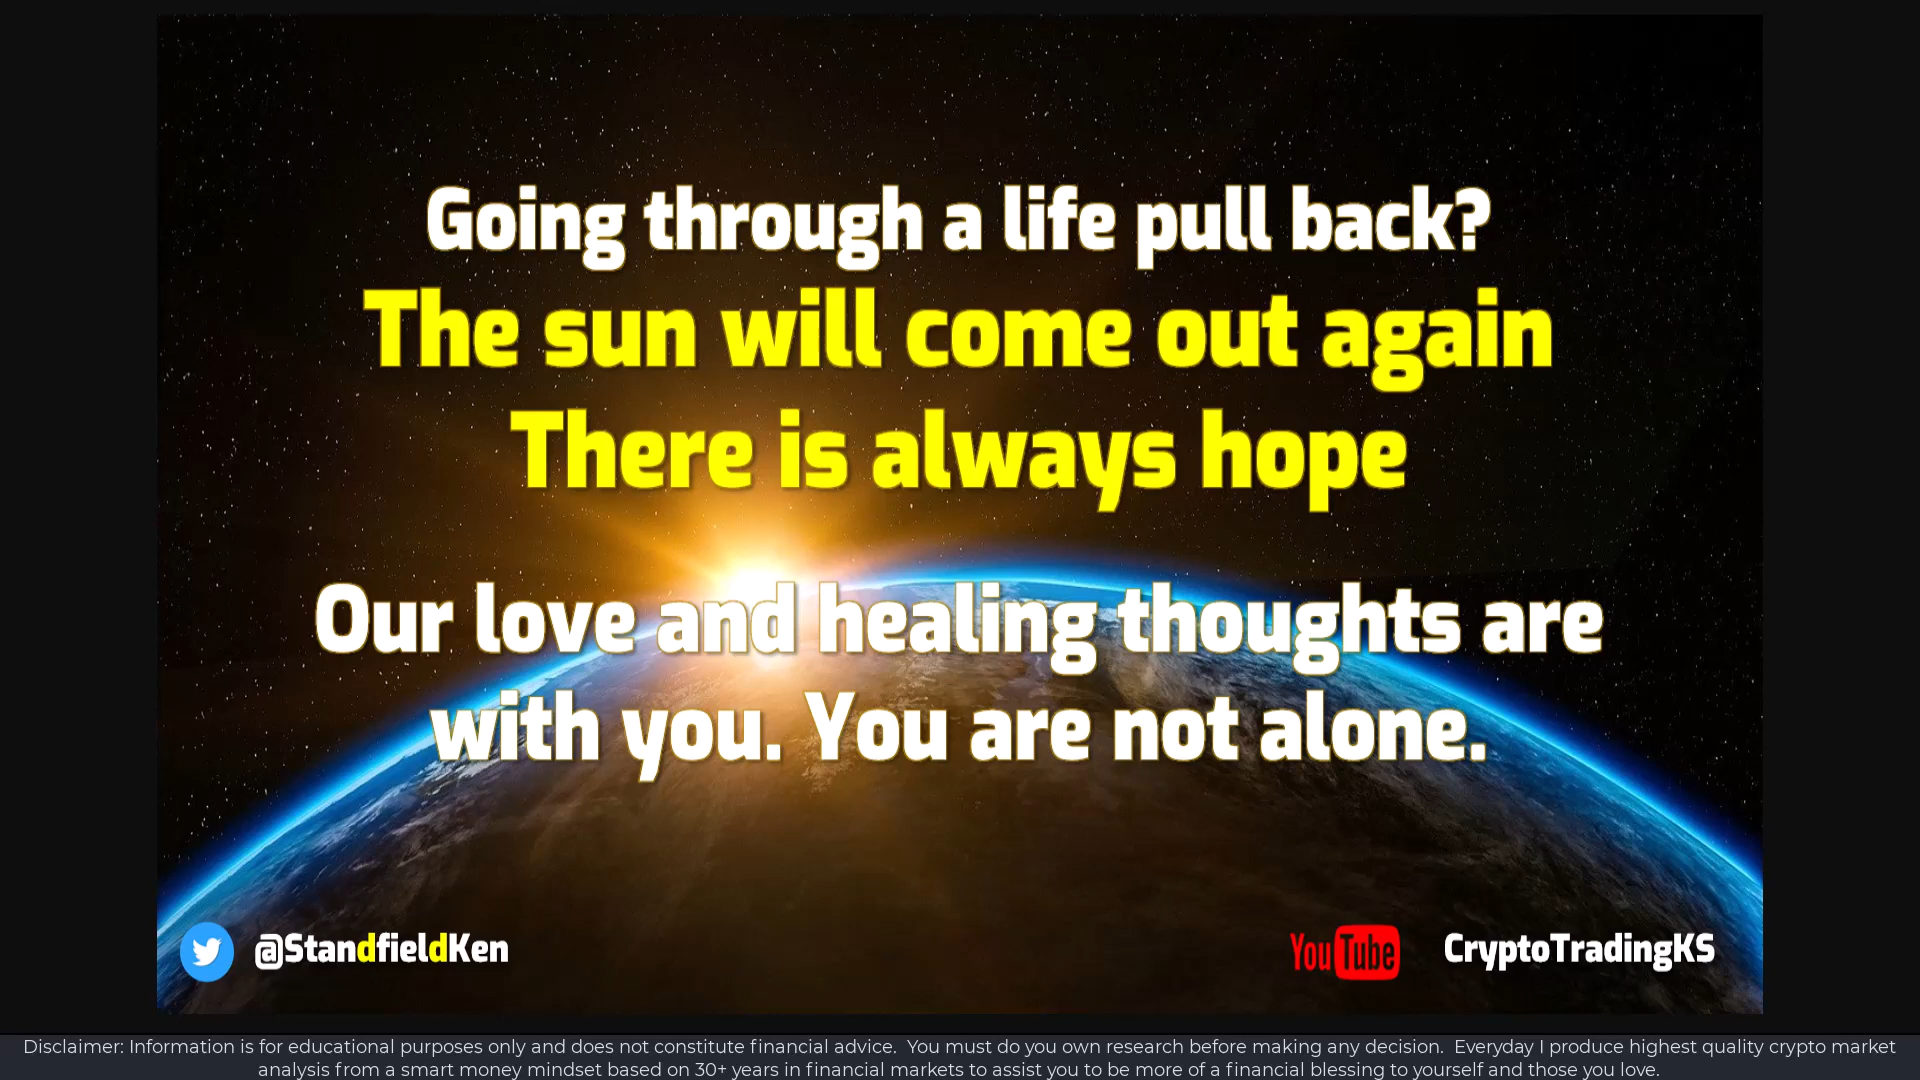 Going through a life pull back?
The sun will come out again
There is always hope
Our love and healing thoughts are
with you. You are not alone.
@StandfieldKen
YouTube CryptoTradingKS
Disclaimer: Information is for educational purposes only and does not constitute financial advice.  You must do you own research before making any decision.  Everyday I produce highest quality crypto market
analysis from a smart money mindset based on 30+ years in financial markets to assist you to be more of a financial blessing to yourself and those you love.